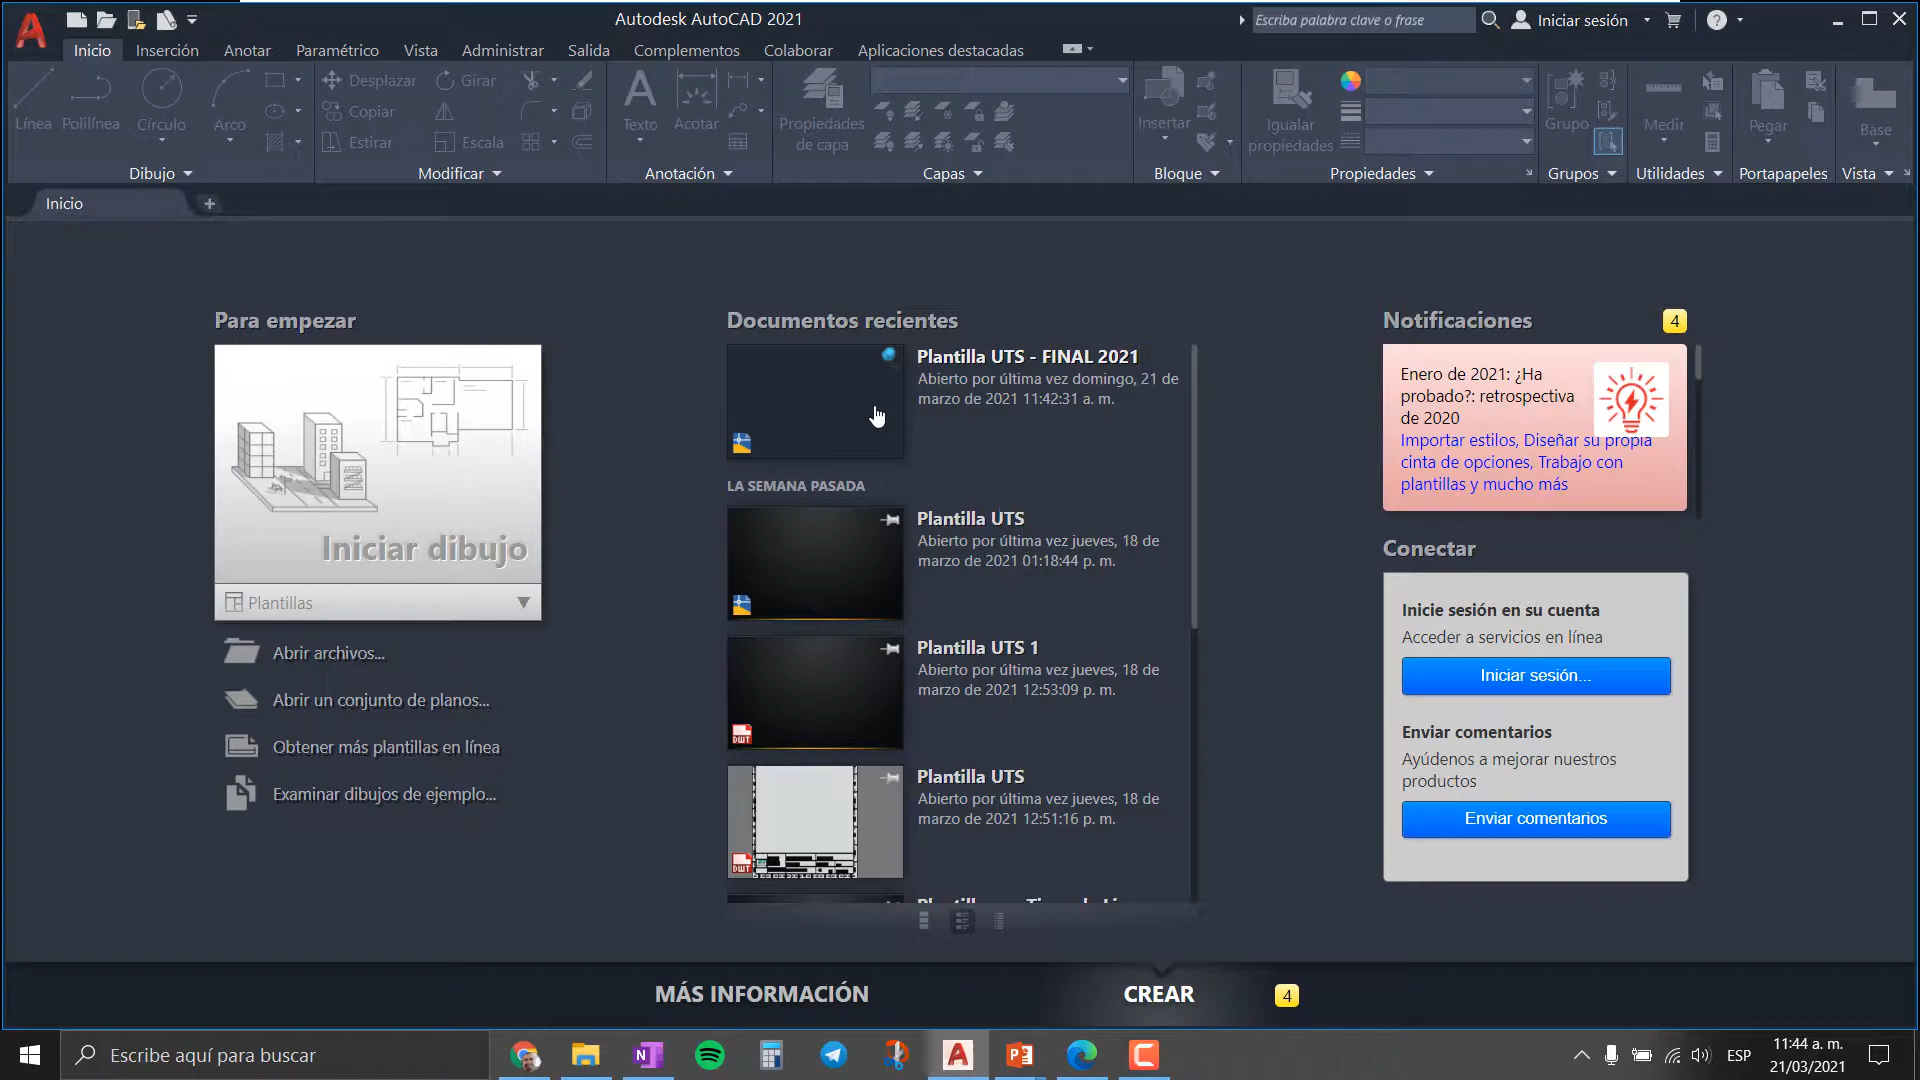 Autodesk AutoCAD 2021
Escriba palabra clave o frase
Iniciar sesión
Inicio
Inserción
Anotar
Paramétrico
Vista
Administrar
Salida
Complementos
Colaborar
Aplicaciones destacadas
Línea
Polilínea
Círculo
Arco
Desplazar
Girar
Copiar
Estirar
Escala
Texto
Acotar
Propiedades
de capa
Insertar
Igualar
propiedades
Grupo
Medir
Pegar
Base
Dibujo
Modificar
Anotación
Capas
Bloque
Propiedades
Grupos
Utilidades
Portapapeles
Vista
Inicio
Para empezar
Iniciar dibujo
Plantillas
Abrir archivos...
Abrir un conjunto de planos...
Obtener más plantillas en línea
Examinar dibujos de ejemplo...
Documentos recientes
Plantilla UTS - FINAL 2021
Abierto por última vez domingo, 21 de
marzo de 2021 11:42:31 a. m.
LA SEMANA PASADA
Plantilla UTS
Abierto por última vez jueves, 18 de
marzo de 2021 01:18:44 p. m.
Plantilla UTS 1
Abierto por última vez jueves, 18 de
marzo de 2021 12:53:09 p. m.
DWT
Plantilla UTS
Abierto por última vez jueves, 18 de
marzo de 2021 12:51:16 p. m.
DWT
Notificaciones
4
Enero de 2021: ¿Ha
probado?: retrospectiva
de 2020
Importar estilos, Diseñar su propia
cinta de opciones, Trabajo con
plantillas y mucho más
Conectar
Inicie sesión en su cuenta
Acceder a servicios en línea
Iniciar sesión...
Enviar comentarios
Ayúdenos a mejorar nuestros
productos
Enviar comentarios
MÁS INFORMACIÓN
CREAR
4
Escribe aquí para buscar
ESP
11:44 a. m.
21/03/2021